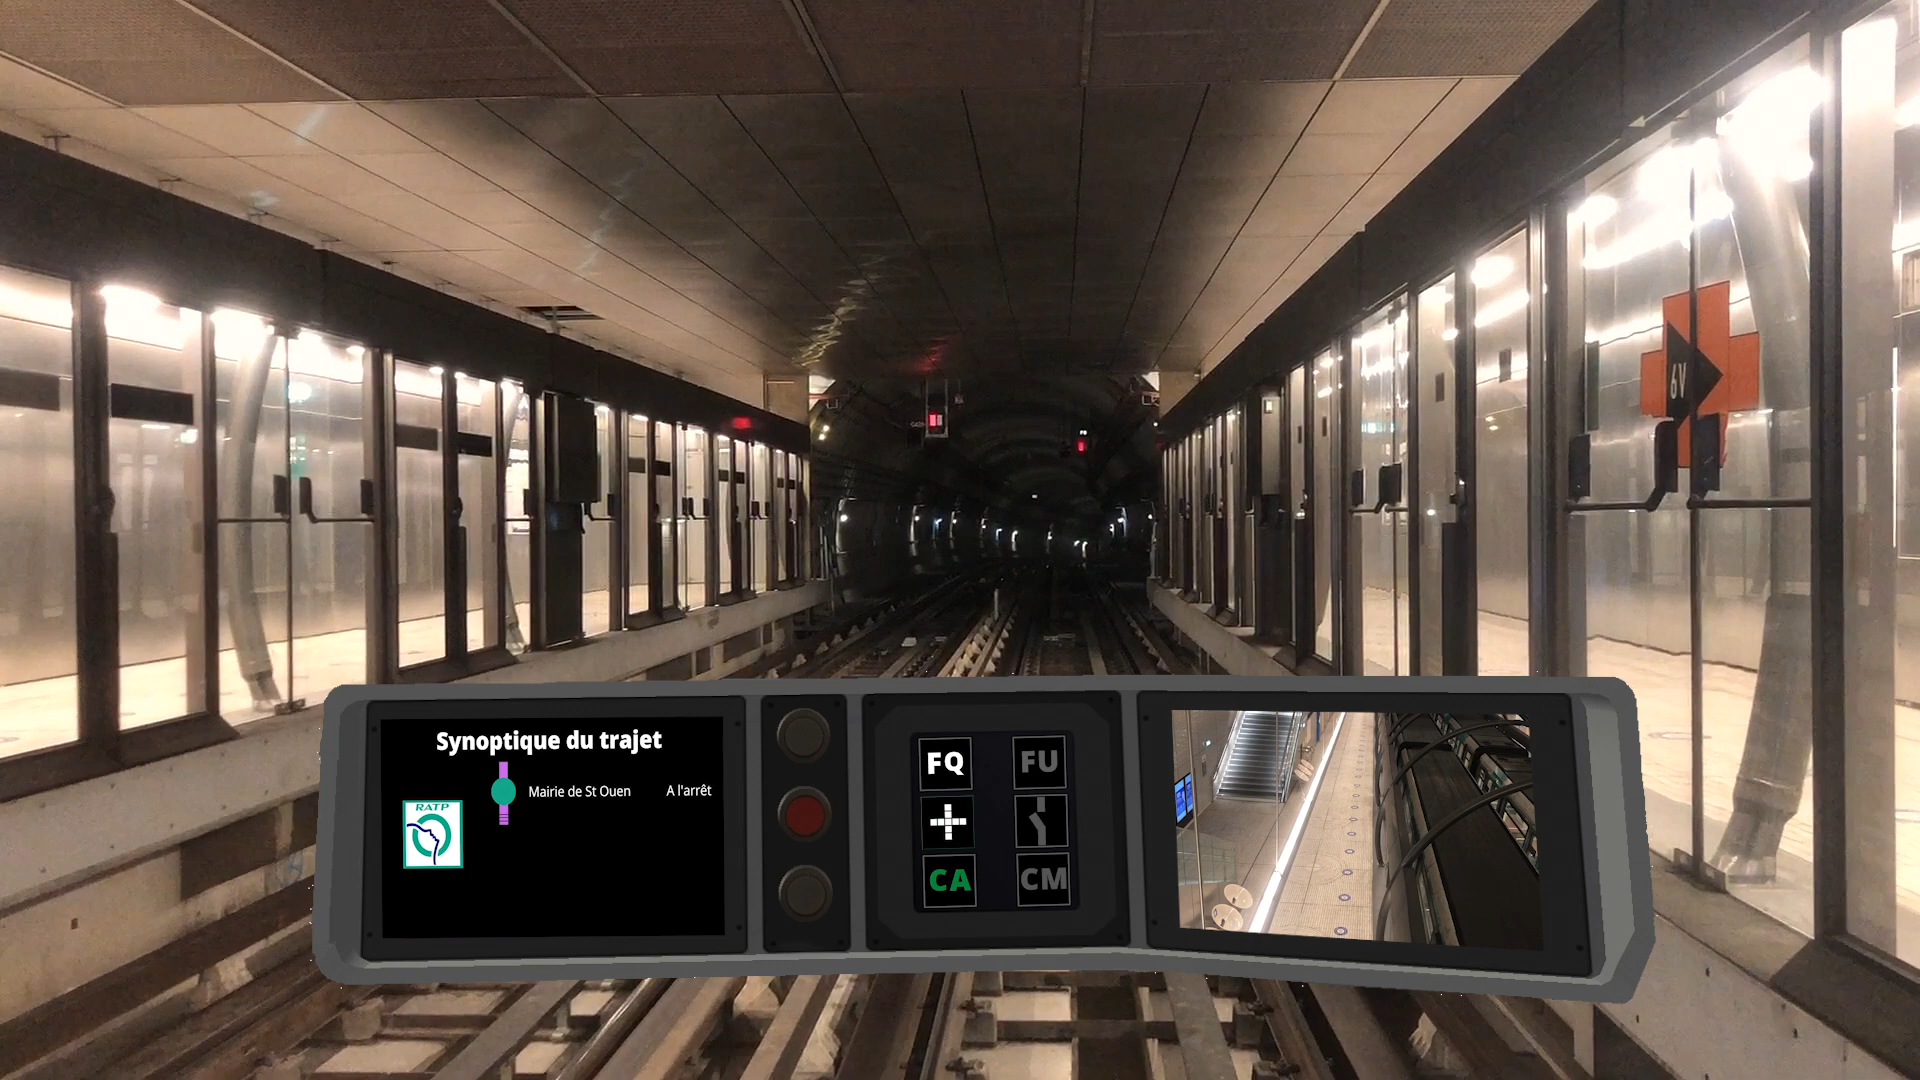 6V
Synoptique du trajet
Mairie de St Ouen A l'arrêt
RATP
FQ FU
CA CM